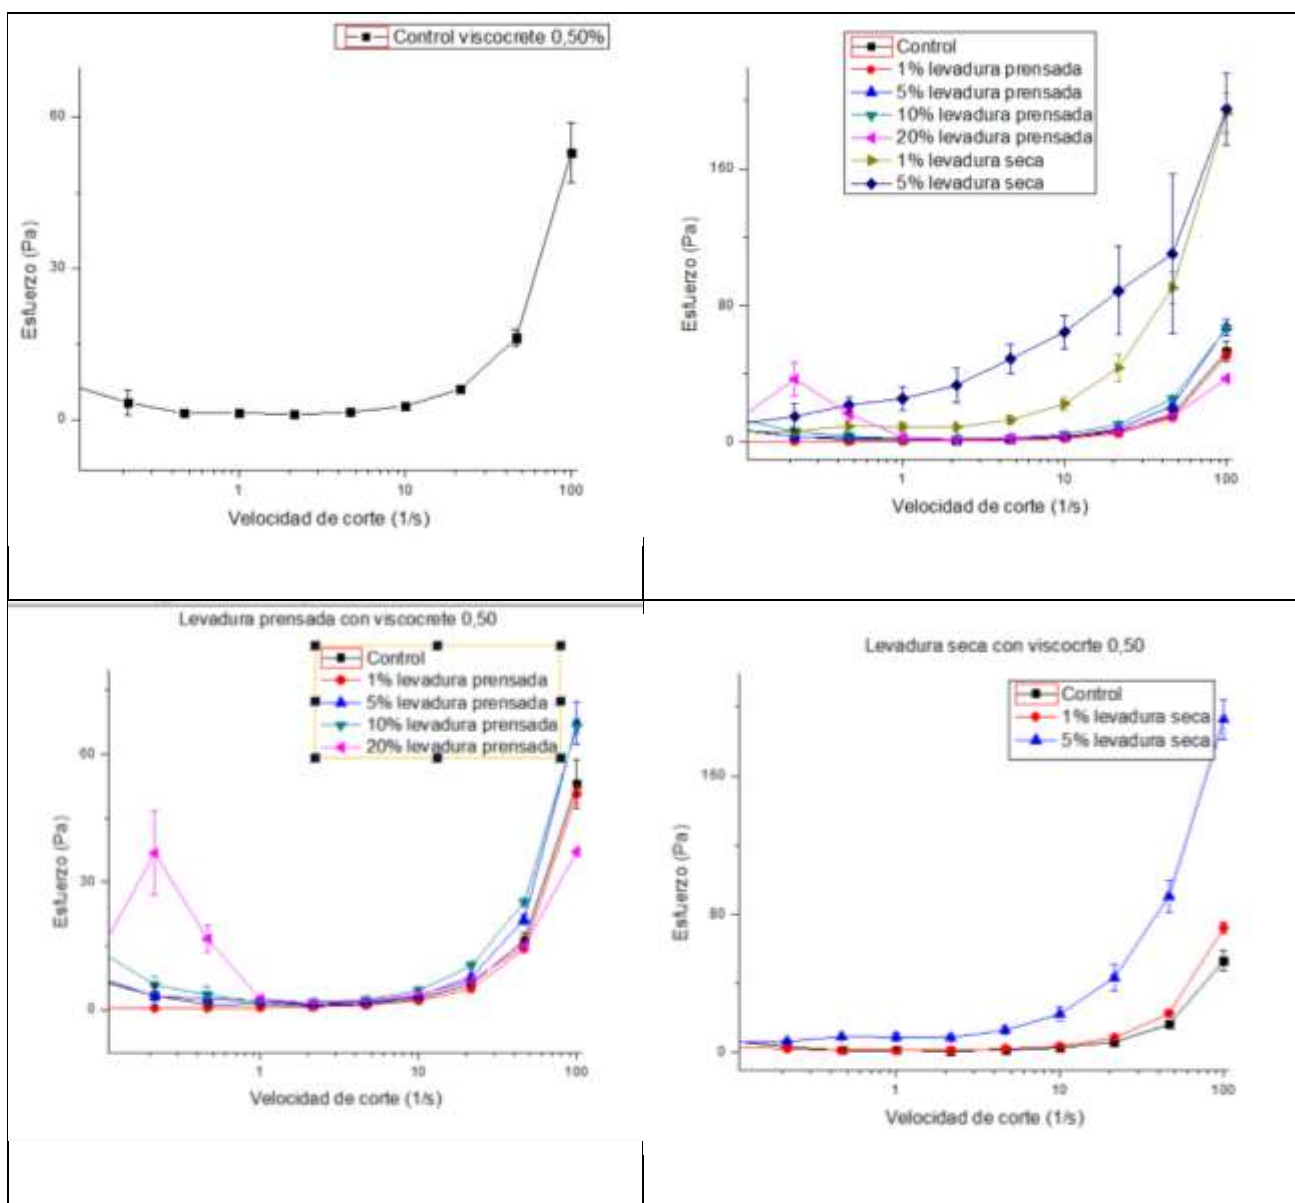 Control viscocrete 0,50%
60
30
0
Esfuerzo (Pa)
1
10
100
Velocidad de corte (1/s)
Control
1% levadura prensada
5% levadura prensada
10% levadura prensada
20% levadura prensada
1% levadura seca
5% levadura seca
160
80
0
Esfuerzo (Pa)
1
10
100
Velocidad de corte (1/s)
Levadura prensada con viscocrete 0,50
Control
1% levadura prensada
5% levadura prensada
10% levadura prensada
20% levadura prensada
60
30
0
Esfuerzo (Pa)
1
10
100
Velocidad de corte (1/s)
Levadura seca con viscocrte 0,50
Control
1% levadura seca
5% levadura seca
160
80
0
Esfuerzo (Pa)
1
10
100
Velocidad de corte (1/s)